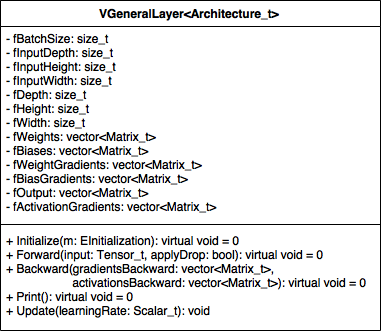 VGeneralLayer<Architecture_t>
- fBatchSize: size_t
- fInputDepth: size_t
- fInputHeight: size_t
- fInputWidth: size_t
- fDepth: size_t
- fHeight: size_t
- fWidth: size_t
- fWeights: vector<Matrix_t>
- fBiases: vector<Matrix_t>
- fWeightGradients: vector<Matrix_t>
- fBiasGradients: vector<Matrix_t>
- fOutput: vector<Matrix_t>
- fActivationGradients: vector<Matrix_t>
+ Initialize(m: EInitialization): virtual void = 0
+ Forward(input: Tensor_t, applyDrop: bool): virtual void = 0
+ Backward(gradientsBackward: vector<Matrix_t>,
activationsBackward: vector<Matrix_t>): virtual void = 0
+ Print(): virtual void = 0
+ Update(learningRate: Scalar_t): void